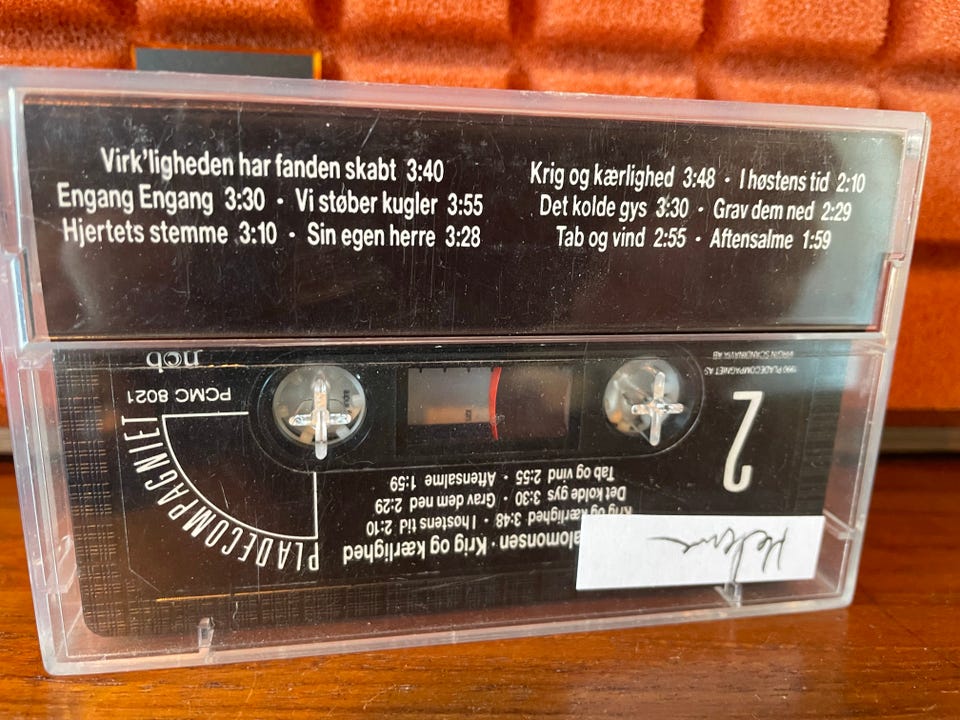 Virk'ligheden har fanden skabt 3:40
Engang Engang 3:30 · Vi støber kugler 3:55
Hjertets stemme 3:10 · Sin egen herre 3:28
Krig og kærlighed 3:48 · I høstens tid 2:10
Det kolde gys 3:30 · Grav dem ned 2:29
Tab og vind 2:55 · Aftensalme 1:59
2
1990 PLADECOMPAGNIET AS
VIRGIN SCANDINAVIA AB
ncb
PCMC 8021
PLADECOMPAGNIET
alomonsen · Krig og kærlighed
Krig og kærlighed 3:48 · I høstens tid 2:10
Det kolde gys 3:30 · Grav dem ned 2:29
Tab og vind 2:55 · Aftensalme 1:59